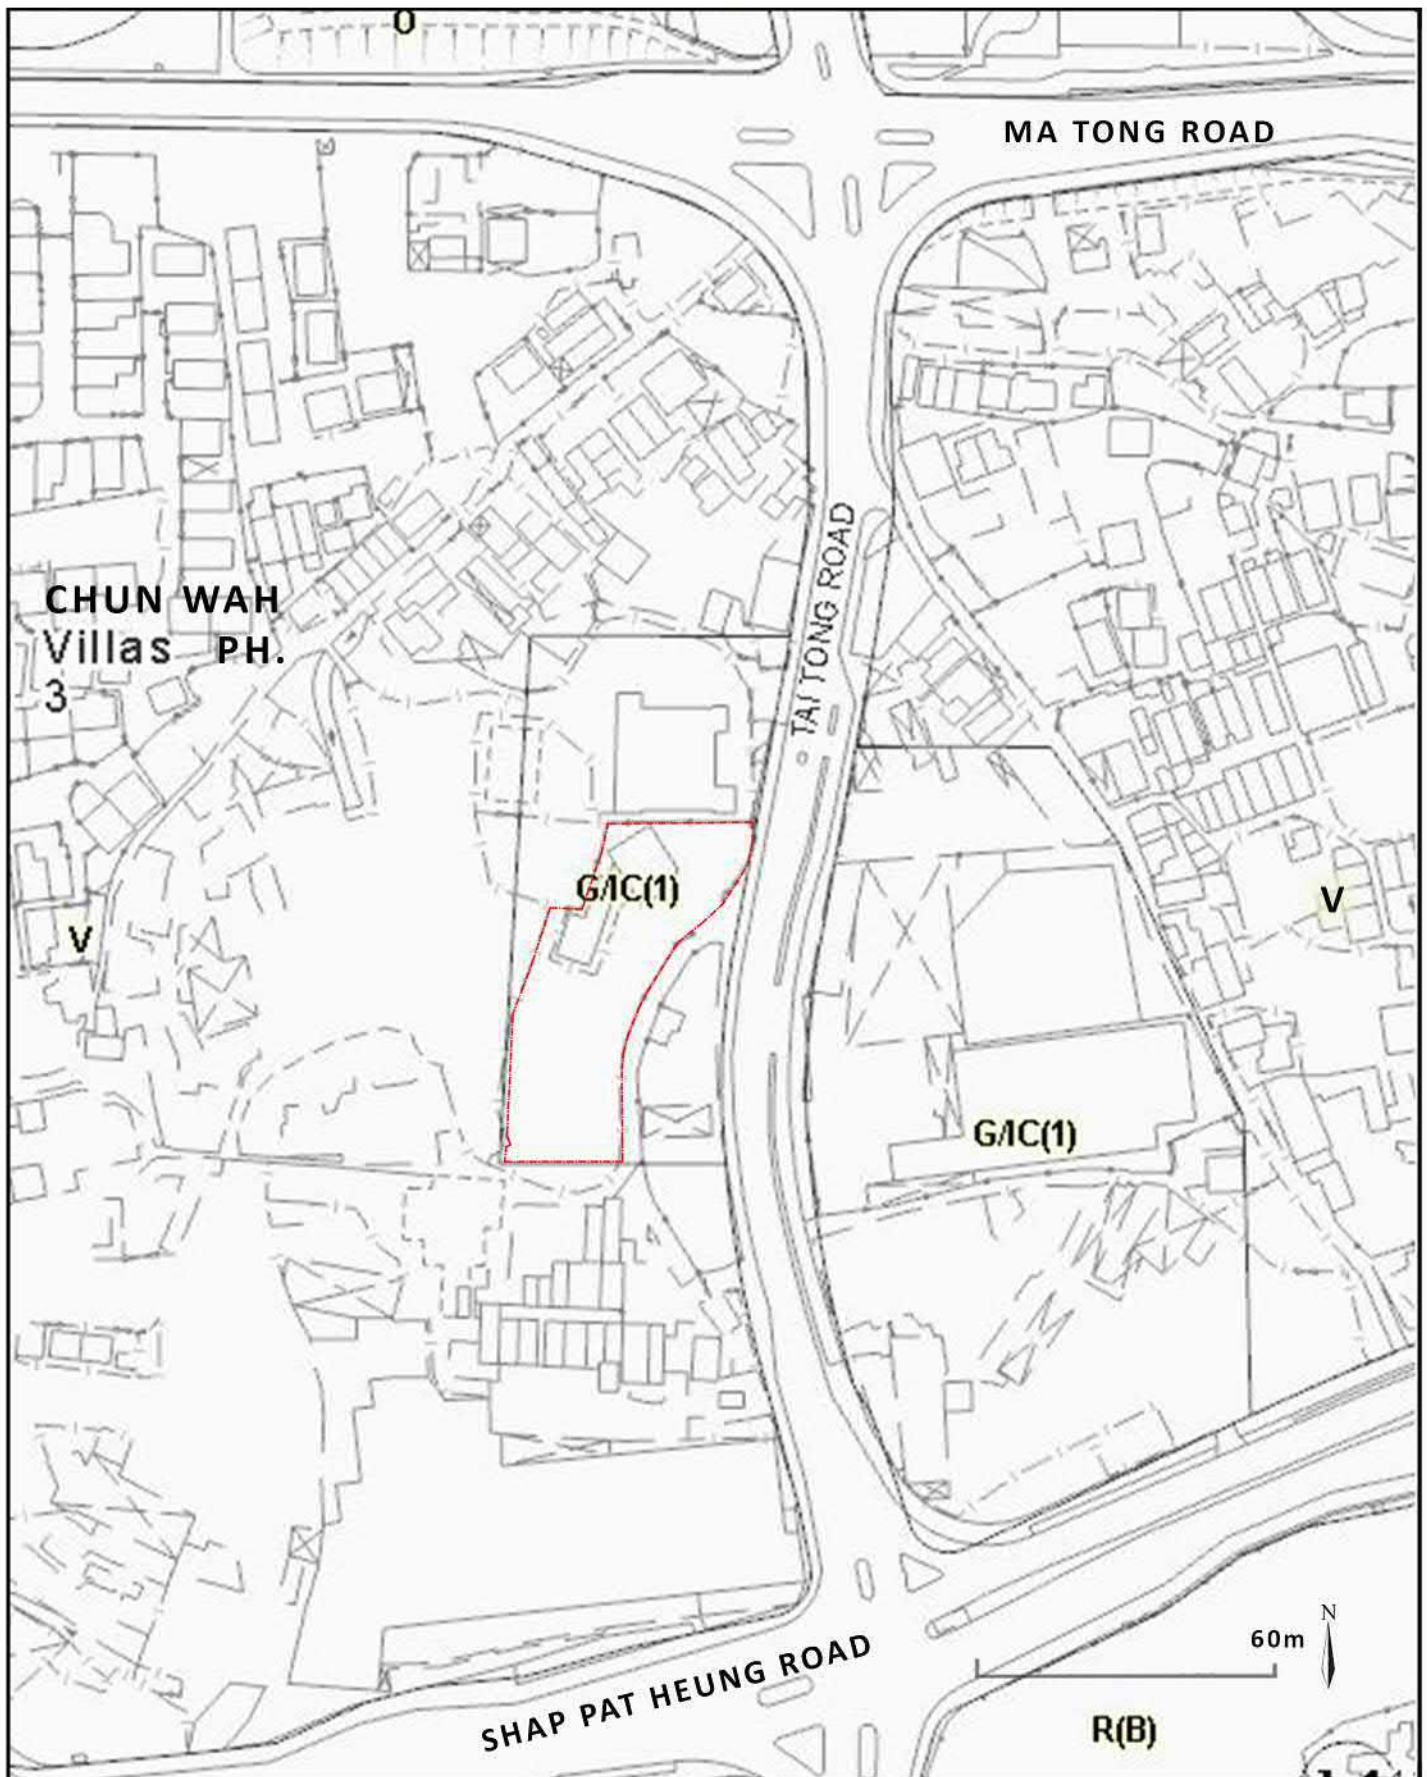 O
MA TONG ROAD
TAI TONG ROAD
CHUN WAH
Villas PH.
3
G/IC(1)
V
V
G/IC(1)
N
60m
SHAP PAT HEUNG ROAD
R(B)